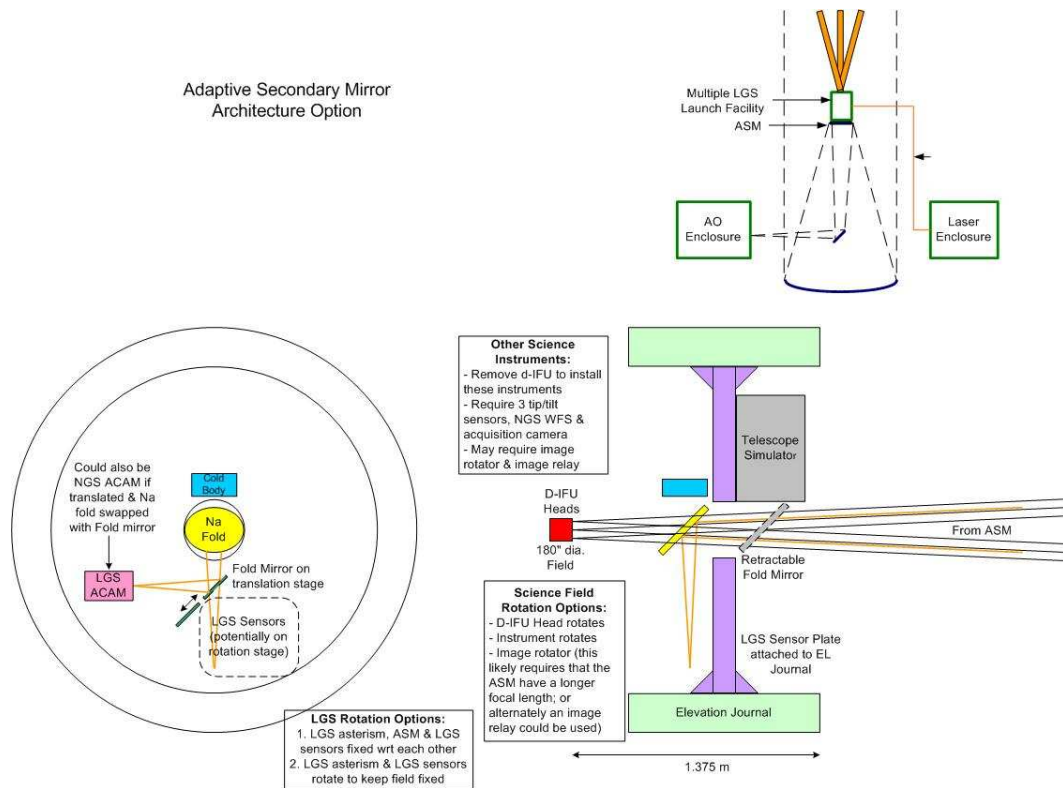 Adaptive Secondary Mirror
Architecture Option
Multiple LGS
Launch Facility
ASM
AO
Enclosure
Laser
Enclosure
Other Science
Instruments:
- Remove d-IFU to install
these instruments
- Require 3 tip/tilt
sensors, NGS WFS &
acquisition camera
- May require image
rotator & image relay
Telescope
Simulator
Could also be
NGS ACAM if
translated & Na
fold swapped
with Fold mirror
Cold
Body
Na
Fold
D-IFU
Heads
180" dia.
Field
From ASM
Retractable
Fold Mirror
Fold Mirror on
translation stage
LGS
ACAM
LGS Sensors
(potentially on
rotation stage)
Science Field
Rotation Options:
- D-IFU Head rotates
- Instrument rotates
- Image rotator (this
likely requires that the
ASM have a longer
focal length; or
alternately an image
relay could be used)
LGS Sensor Plate
attached to EL
Journal
Elevation Journal
LGS Rotation Options:
1. LGS asterism, ASM & LGS
sensors fixed wrt each other
2. LGS asterism & LGS sensors
rotate to keep field fixed
1.375 m